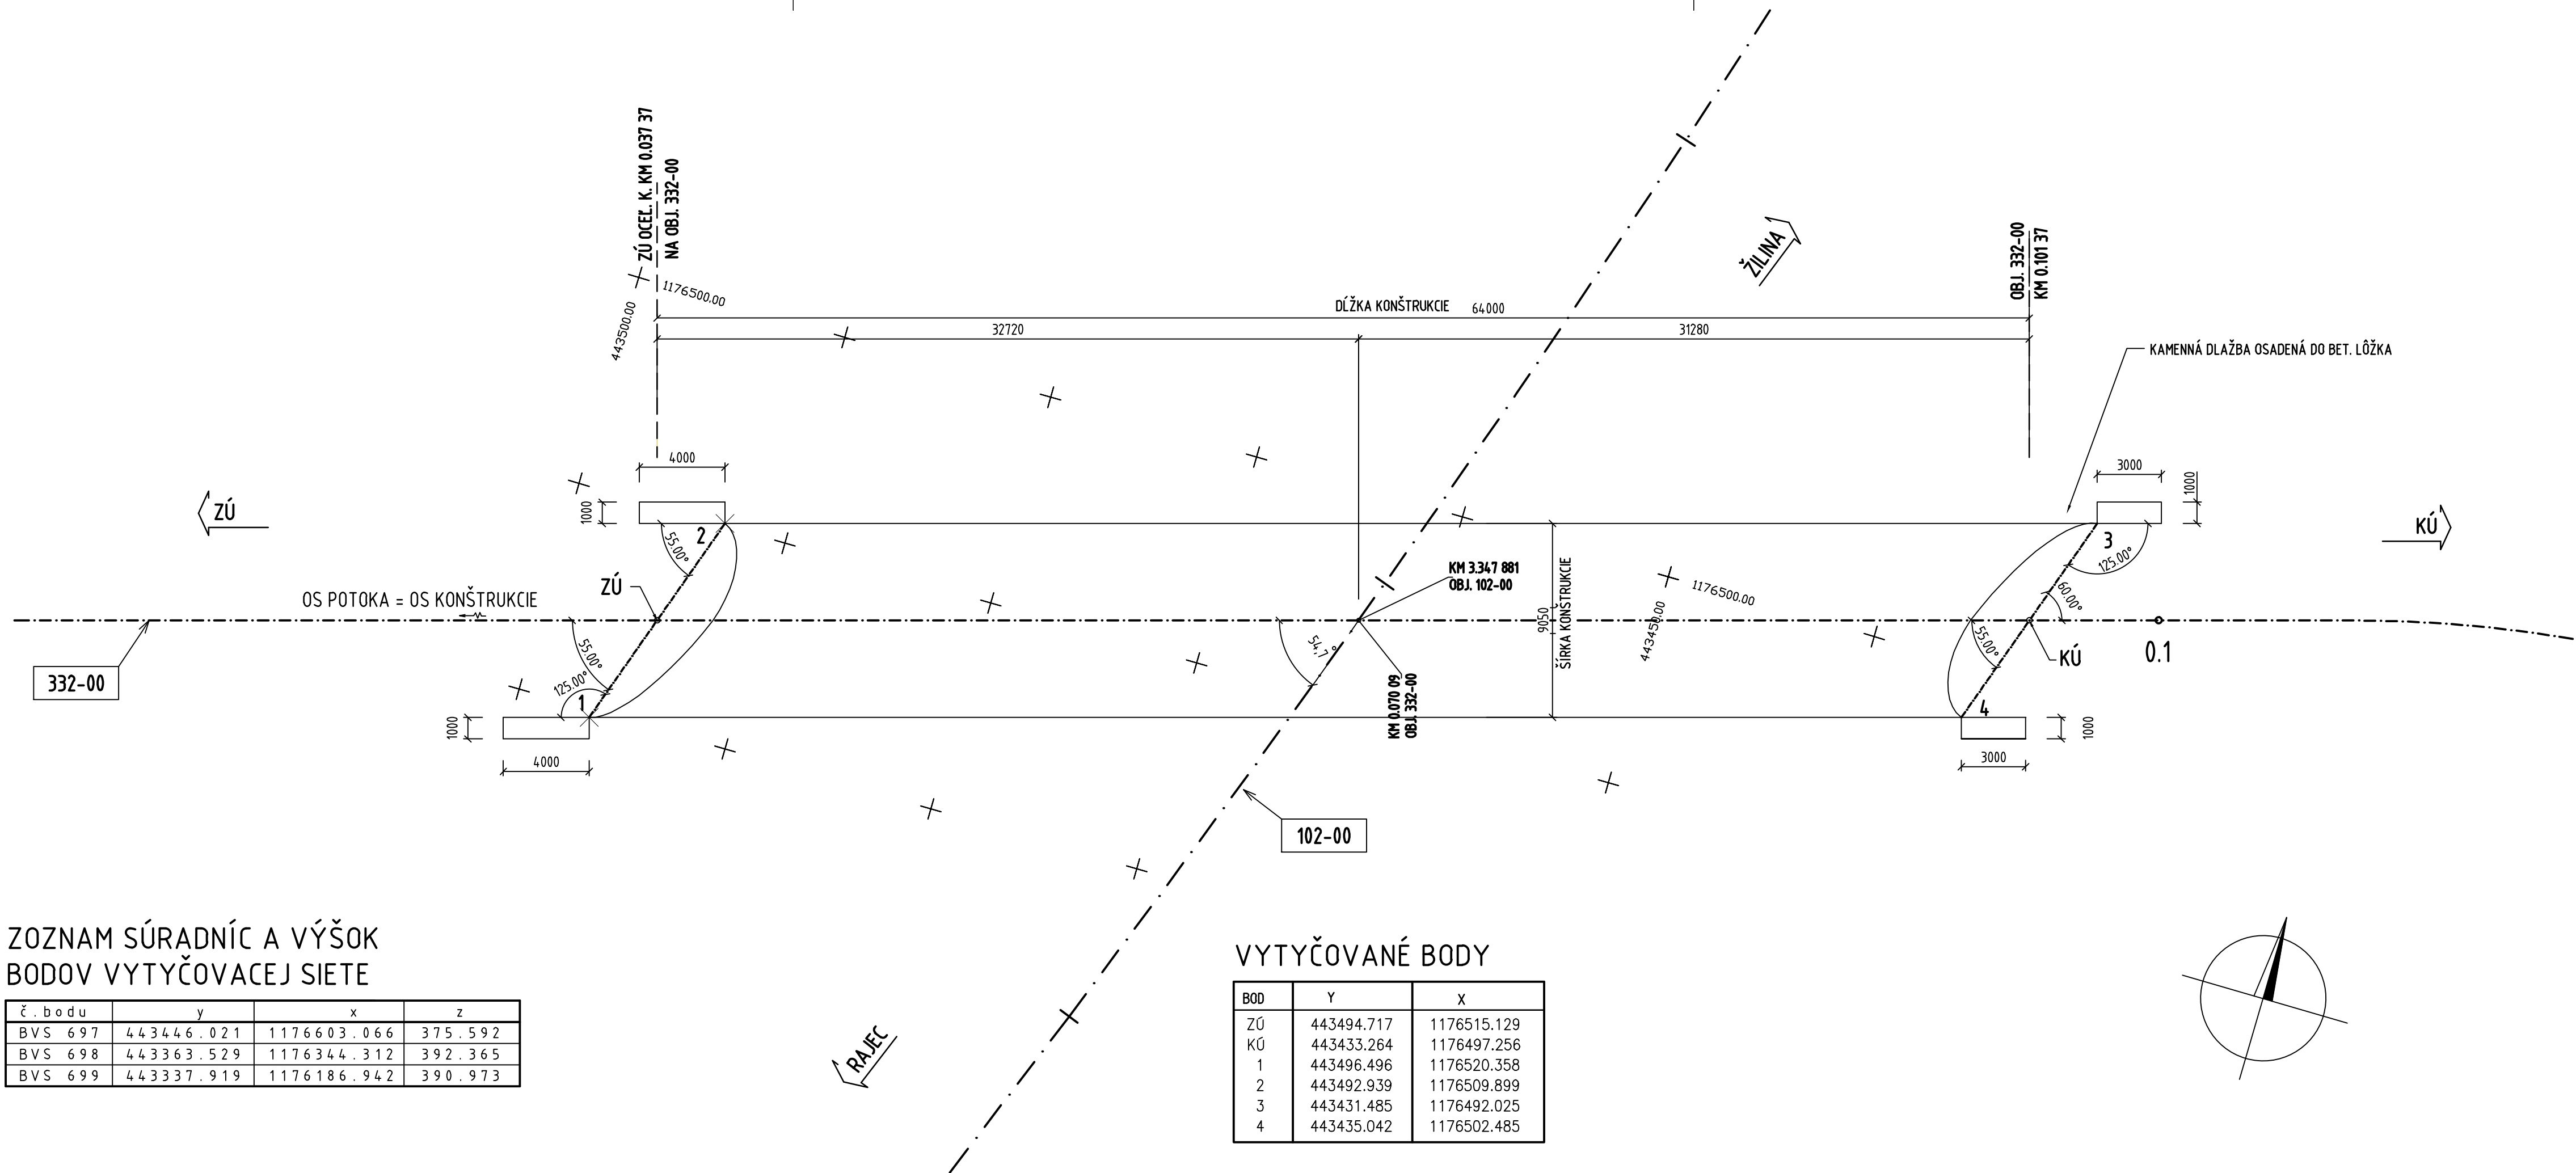 ZÚ OCEĽ. K. KM 0.037 37
NA OBJ. 332-00
OBJ. 332-00
KM 0.101 37
ŽILINA
1176500.00
443500.00
DĹŽKA KONŠTRUKCIE 64000
32720
31280
KAMENNÁ DLAŽBA OSADENÁ DO BET. LÔŽKA
4000
1000
3000
1000
ZÚ
KÚ
2
55.00°
3
125.00°
ZÚ
KM 3.347 881
OBJ. 102-00
9050
ŠÍRKA KONŠTRUKCIE
1176500.00
443450.00
60.00°
OS POTOKA = OS KONŠTRUKCIE
55.00°
54,7°
55.00°
KÚ
0.1
332-00
125.00°
1
4
KM 0.070 09
OBJ. 332-00
1000
1000
4000
3000
102-00
ZOZNAM SÚRADNÍC A VÝŠOK
BODOV VYTYČOVACEJ SIETE
č.bodu y x z
BVS 697 443446.021 1176603.066 375.592
BVS 698 443363.529 1176344.312 392.365
BVS 699 443337.919 1176186.942 390.973
RAJEC
VYTYČOVANÉ BODY
BOD Y X
ZÚ 443494.717 1176515.129
KÚ 443433.264 1176497.256
1 443496.496 1176520.358
2 443492.939 1176509.899
3 443431.485 1176492.025
4 443435.042 1176502.485